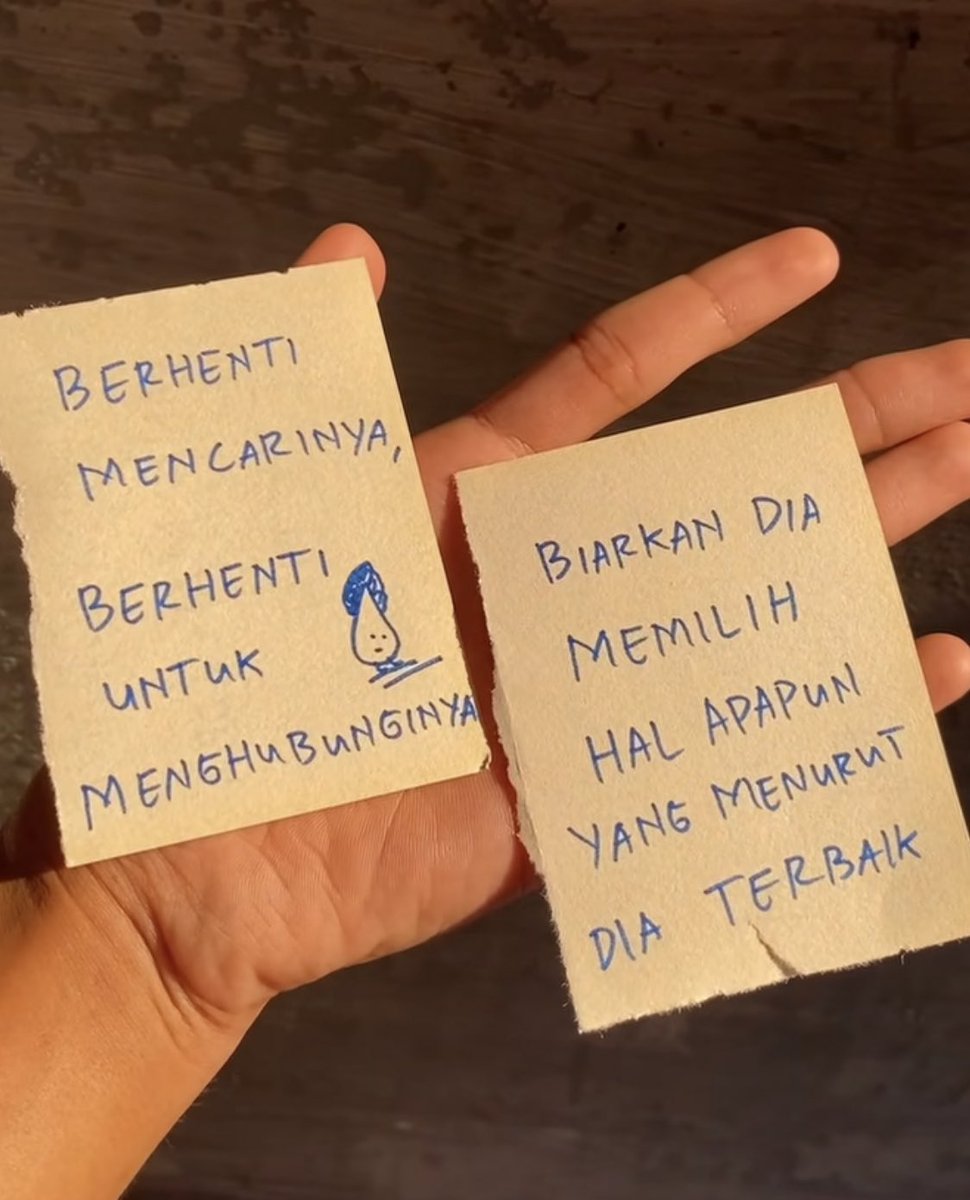 BERHENTI
MENCARINYA,
BERHENTI
UNTUK
MENGHUBUNGINYA
BIARKAN DIA
MEMILIH
HAL APAPUN
YANG MENURUT
DIA TERBAIK